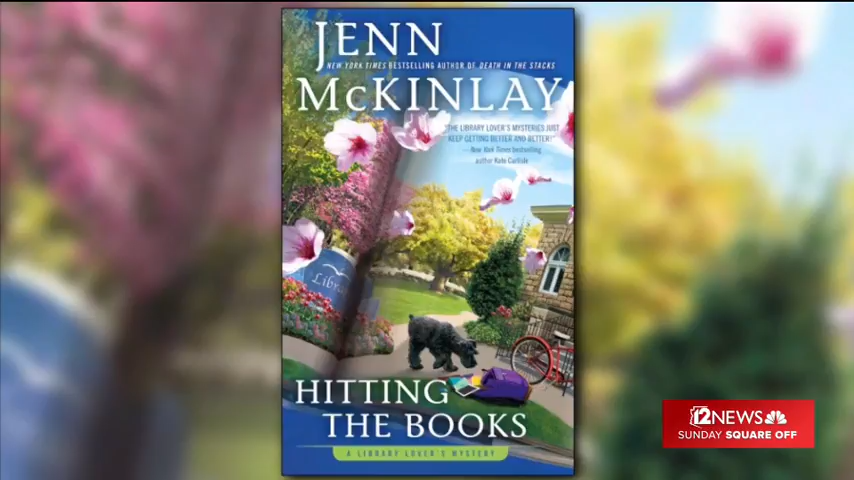 JENN
NEW YORK TIMES BESTSELLING AUTHOR OF DEATH IN THE STACKS
McKINLAY
"THE LIBRARY LOVER'S MYSTERIES JUST
KEEP GETTING BETTER AND BETTER!"
—New York Times bestselling
author Kate Carlisle
Libra
HITTING
THE BOOKS
A LIBRARY LOVER'S MYSTERY
12NEWS
SUNDAY SQUARE OFF